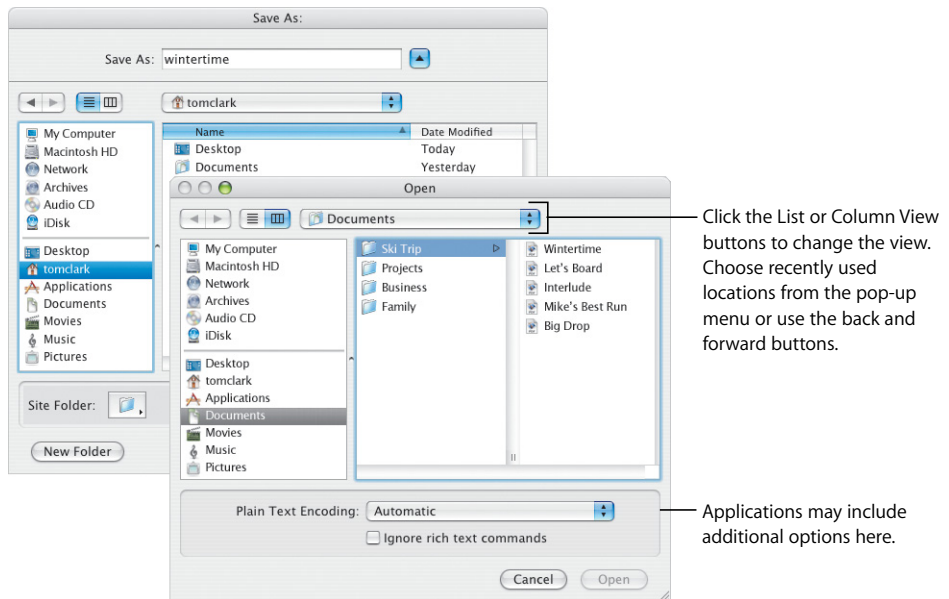 Save As:
Save As: wintertime
tomclark
My Computer
Macintosh HD
Network
Archives
Audio CD
iDisk
Desktop
tomclark
Applications
Documents
Movies
Music
Pictures
Name Date Modified
Desktop Today
Documents Yesterday
Site Folder:
New Folder
Open
Documents
My Computer
Macintosh HD
Network
Archives
Audio CD
iDisk
Desktop
tomclark
Applications
Documents
Movies
Music
Pictures
Ski Trip
Projects
Business
Family
Wintertime
Let's Board
Interlude
Mike's Best Run
Big Drop
Plain Text Encoding: Automatic
Ignore rich text commands
Cancel Open
Click the List or Column View
buttons to change the view.
Choose recently used
locations from the pop-up
menu or use the back and
forward buttons.
Applications may include
additional options here.